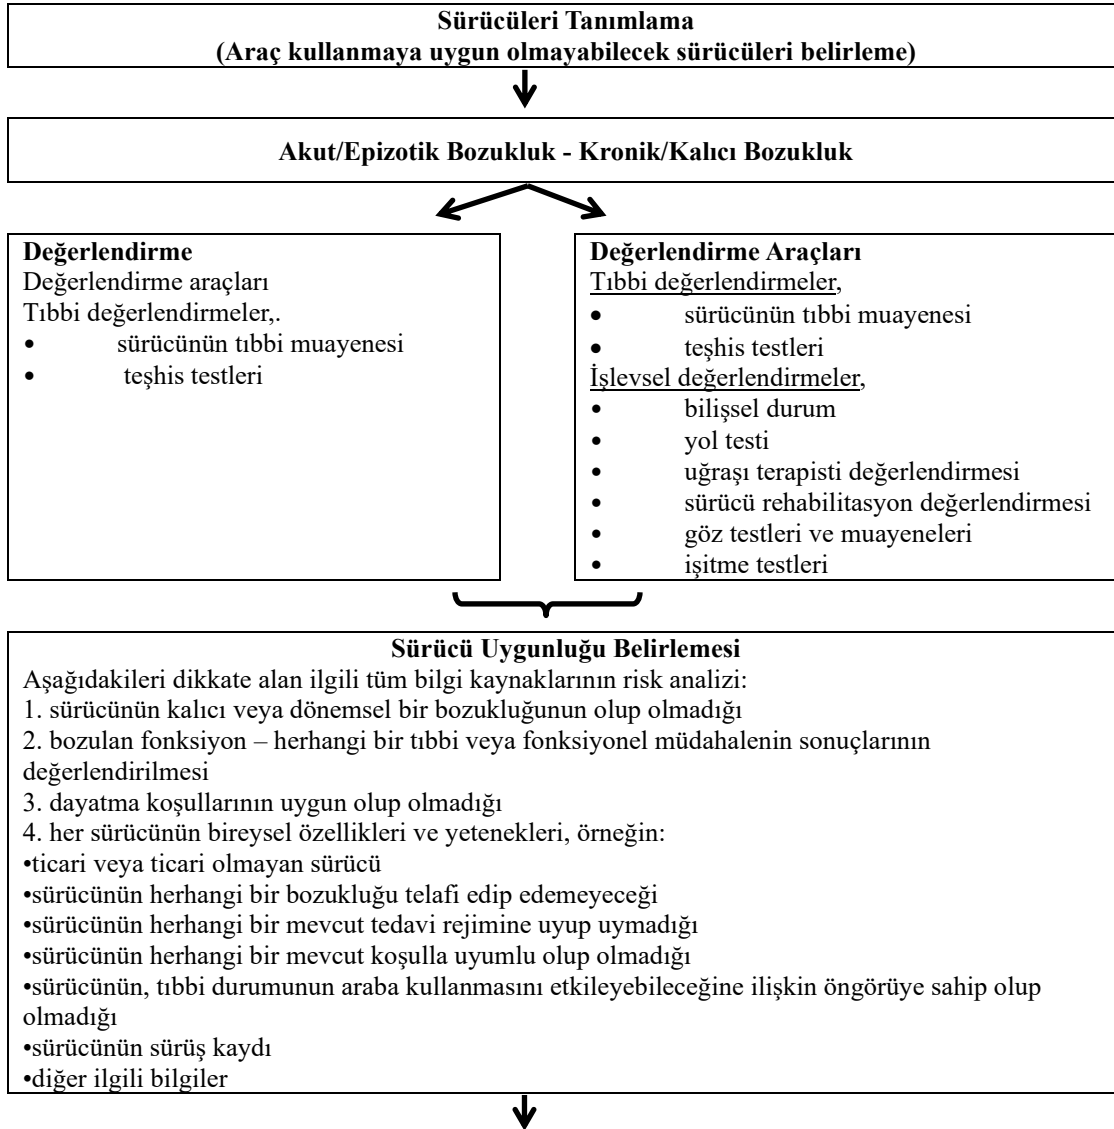 Sürücüleri Tanımlama
(Araç kullanmaya uygun olmayabilecek sürücüleri belirleme)
Akut/Epizotik Bozukluk - Kronik/Kalıcı Bozukluk
Değerlendirme
Değerlendirme araçları
Tıbbi değerlendirmeler,.
• sürücünün tıbbi muayenesi
• teşhis testleri
Değerlendirme Araçları
Tıbbi değerlendirmeler,
• sürücünün tıbbi muayenesi
• teşhis testleri
İşlevsel değerlendirmeler,
• bilişsel durum
• yol testi
• uğraşı terapisti değerlendirmesi
• sürücü rehabilitasyon değerlendirmesi
• göz testleri ve muayeneleri
• işitme testleri
Sürücü Uygunluğu Belirlemesi
Aşağıdakileri dikkate alan ilgili tüm bilgi kaynaklarının risk analizi:
1. sürücünün kalıcı veya dönemsel bir bozukluğunun olup olmadığı
2. bozulan fonksiyon – herhangi bir tıbbi veya fonksiyonel müdahalenin sonuçlarının
değerlendirilmesi
3. dayatma koşullarının uygun olup olmadığı
4. her sürücünün bireysel özellikleri ve yetenekleri, örneğin:
•ticari veya ticari olmayan sürücü
•sürücünün herhangi bir bozukluğu telafi edip edemeyeceği
•sürücünün herhangi bir mevcut tedavi rejimine uyup uymadığı
•sürücünün herhangi bir mevcut koşulla uyumlu olup olmadığı
•sürücünün, tıbbi durumunun araba kullanmasını etkileyebileceğine ilişkin öngörüye sahip olup
olmadığı
•sürücünün sürüş kaydı
•diğer ilgili bilgiler